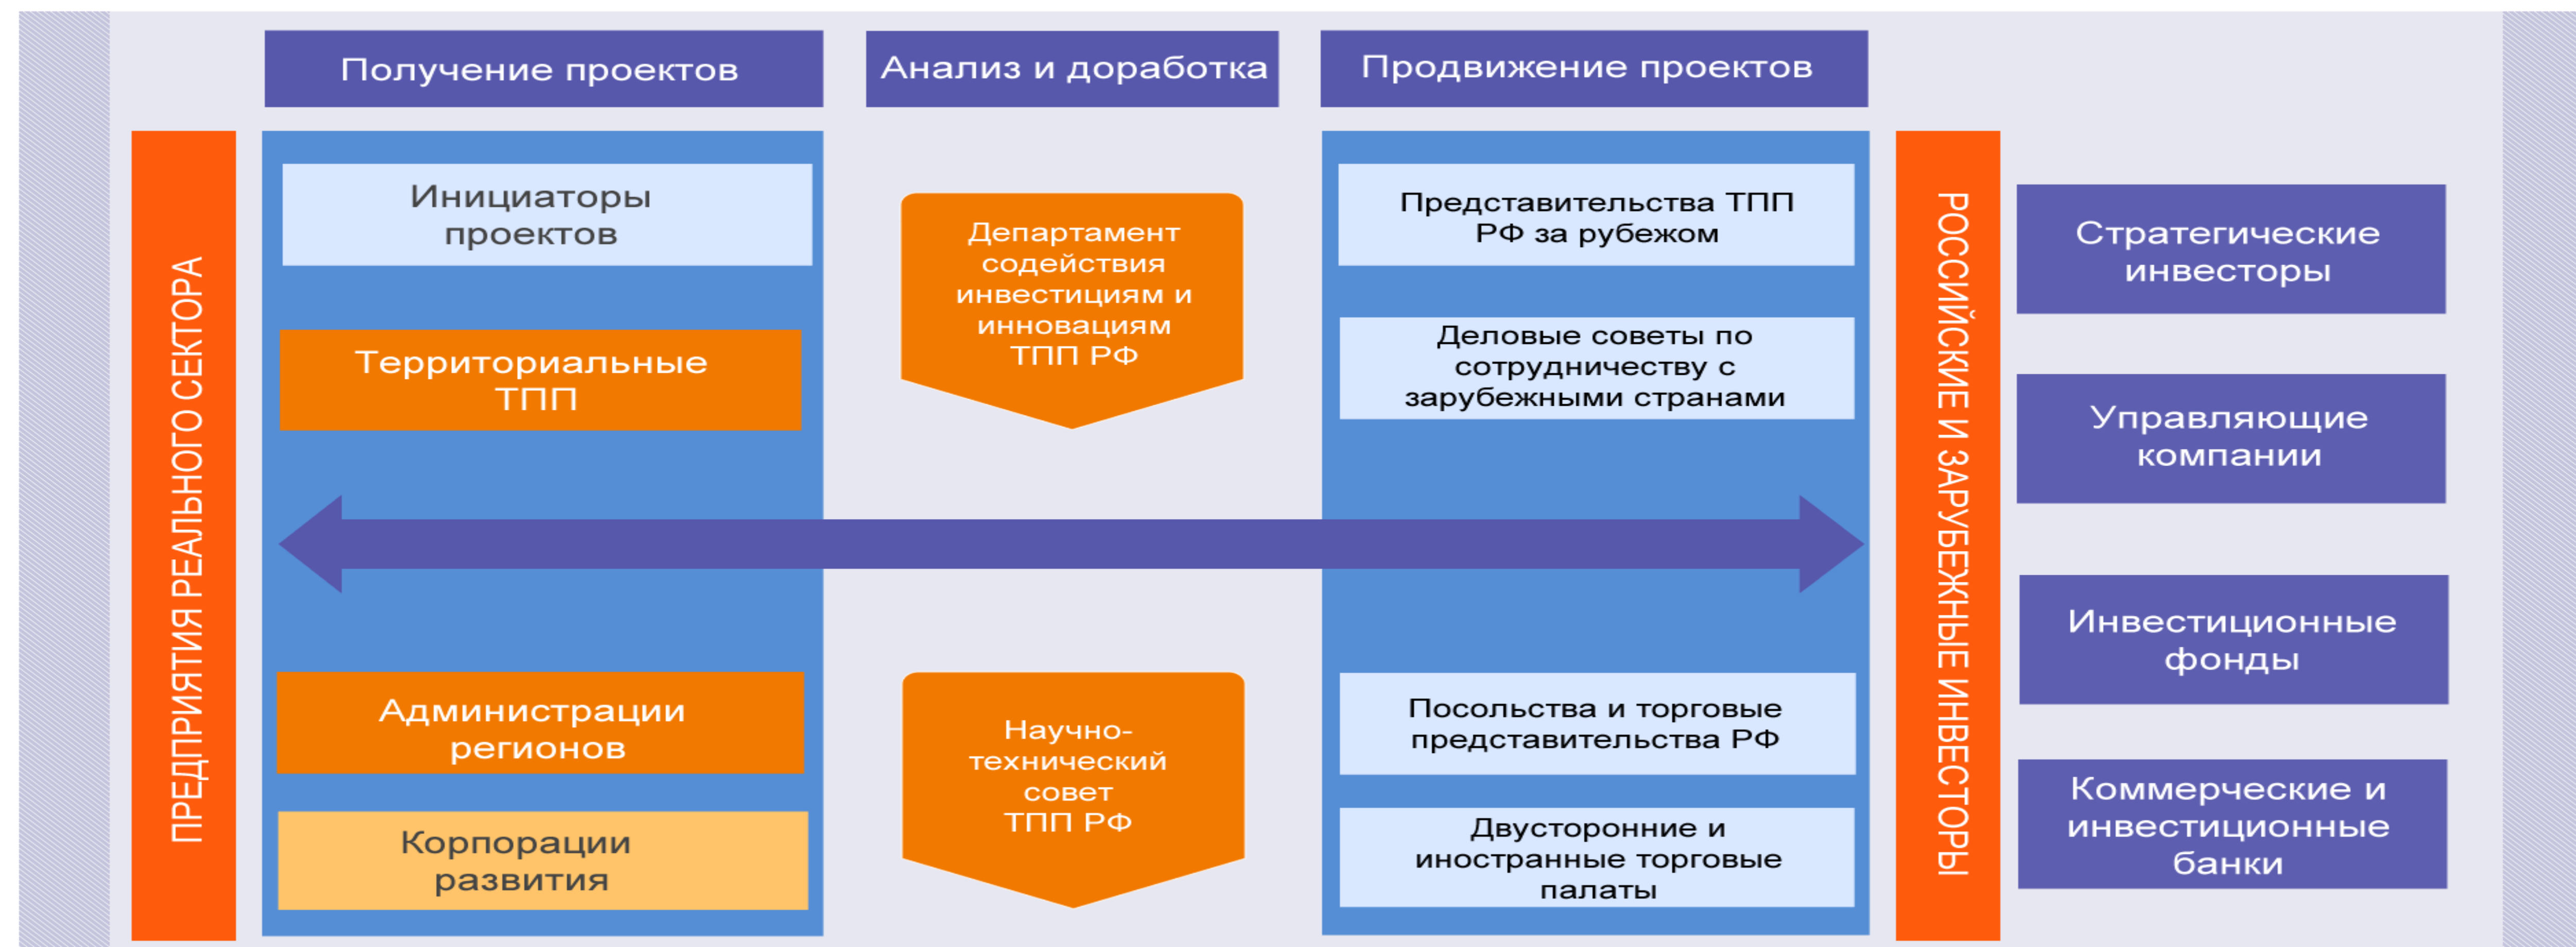 Получение проектов
Анализ и доработка
Продвижение проектов
ПРЕДПРИЯТИЯ РЕАЛЬНОГО СЕКТОРА
Инициаторы
проектов
Территориальные
ТПП
Администрации
регионов
Корпорации
развития
Департамент
содействия
инвестициям и
инновациям
ТПП РФ
Научно-
технический
совет
ТПП РФ
Представительства ТПП
РФ за рубежом
Деловые советы по
сотрудничеству с
зарубежными странами
Посольства и торговые
представительства РФ
Двусторонние и
иностранные торговые
палаты
РОССИЙСКИЕ И ЗАРУБЕЖНЫЕ ИНВЕСТОРЫ
Стратегические
инвесторы
Управляющие
компании
Инвестиционные
фонды
Коммерческие и
инвестиционные
банки